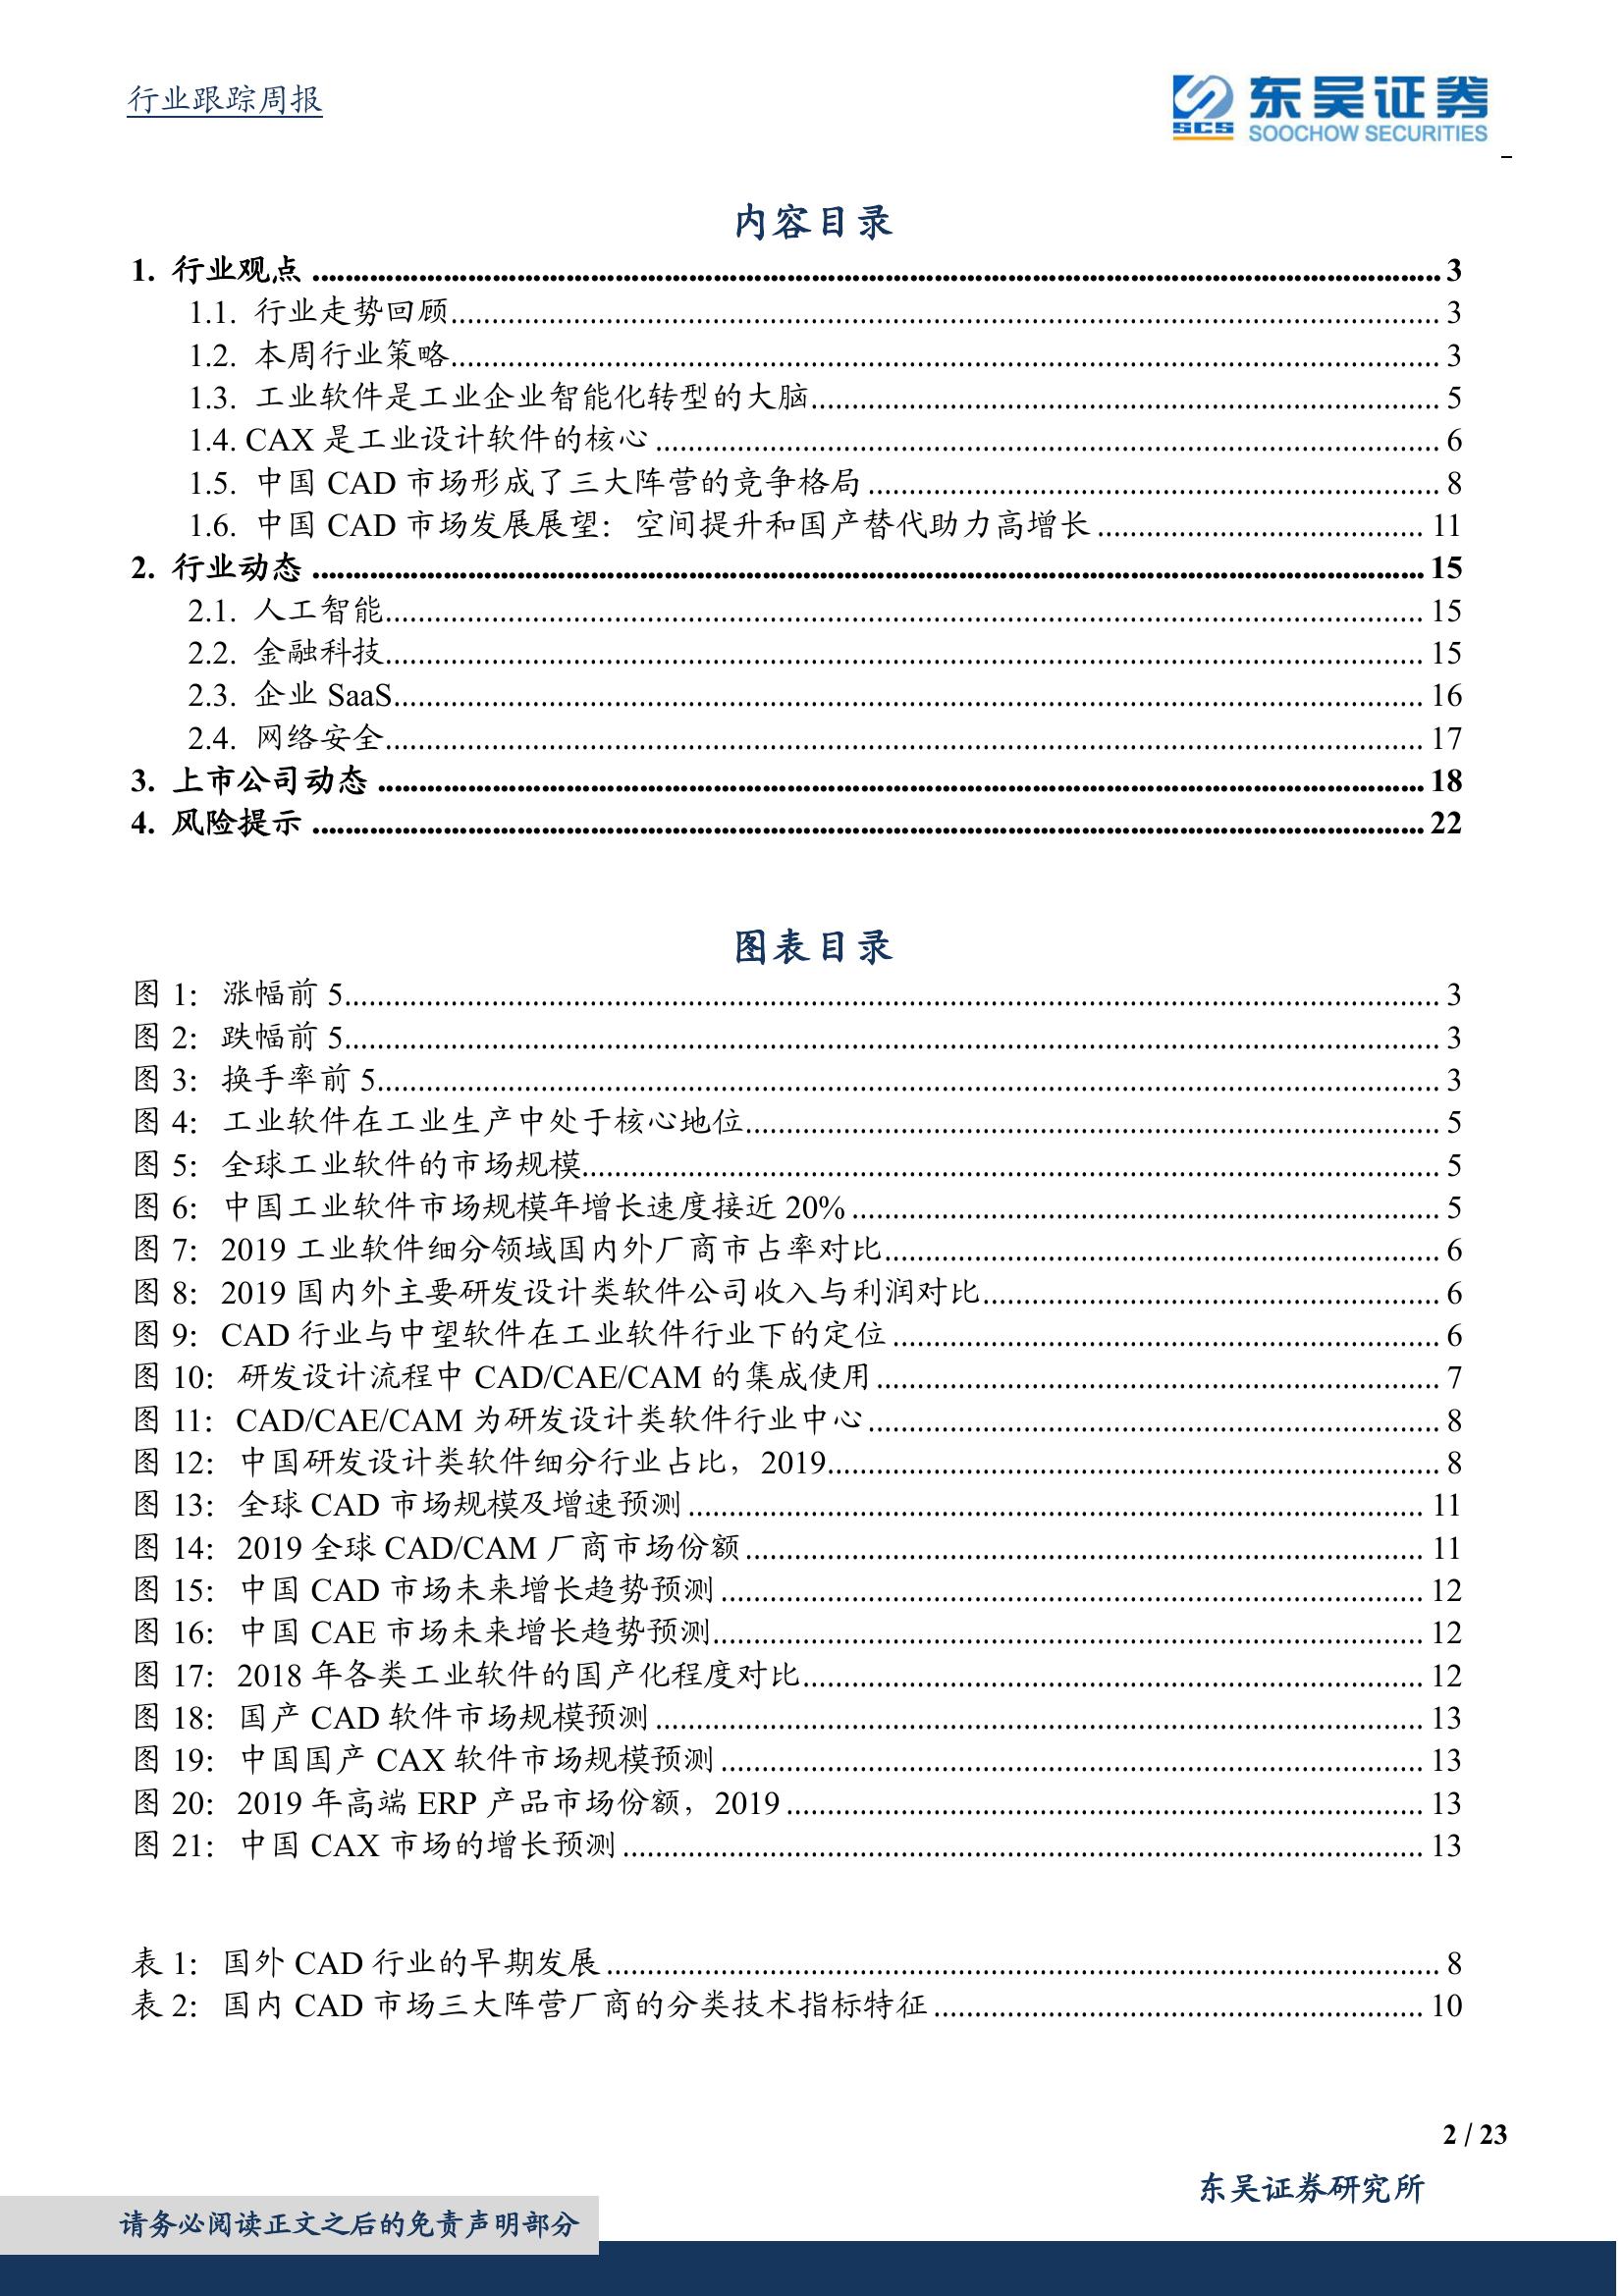 行业跟踪周报
SCS 东吴证券
SOOCHOW SECURITIES
内容目录
1. 行业观点 3
1.1. 行业走势回顾 3
1.2. 本周行业策略 3
1.3. 工业软件是工业企业智能化转型的大脑 5
1.4. CAX 是工业设计软件的核心 6
1.5. 中国 CAD 市场形成了三大阵营的竞争格局 8
1.6. 中国 CAD 市场发展展望：空间提升和国产替代助力高增长 11
2. 行业动态 15
2.1. 人工智能 15
2.2. 金融科技 15
2.3. 企业 SaaS 16
2.4. 网络安全 17
3. 上市公司动态 18
4. 风险提示 22
图表目录
图 1：涨幅前 5 3
图 2：跌幅前 5 3
图 3：换手率前 5 3
图 4：工业软件在工业生产中处于核心地位 5
图 5：全球工业软件的市场规模 5
图 6：中国工业软件市场规模年增长速度接近 20% 5
图 7：2019 工业软件细分领域国内外厂商市占率对比 6
图 8：2019 国内外主要研发设计类软件公司收入与利润对比 6
图 9：CAD 行业与中望软件在工业软件行业下的定位 6
图 10：研发设计流程中 CAD/CAE/CAM 的集成使用 7
图 11：CAD/CAE/CAM 为研发设计类软件行业中心 8
图 12：中国研发设计类软件细分行业占比，2019 8
图 13：全球 CAD 市场规模及增速预测 11
图 14：2019 全球 CAD/CAM 厂商市场份额 11
图 15：中国 CAD 市场未来增长趋势预测 12
图 16：中国 CAE 市场未来增长趋势预测 12
图 17：2018 年各类工业软件的国产化程度对比 12
图 18：国产 CAD 软件市场规模预测 13
图 19：中国国产 CAX 软件市场规模预测 13
图 20：2019 年高端 ERP 产品市场份额，2019 13
图 21：中国 CAX 市场的增长预测 13
表 1：国外 CAD 行业的早期发展 8
表 2：国内 CAD 市场三大阵营厂商的分类技术指标特征 10
2 / 23
东吴证券研究所
请务必阅读正文之后的免责声明部分